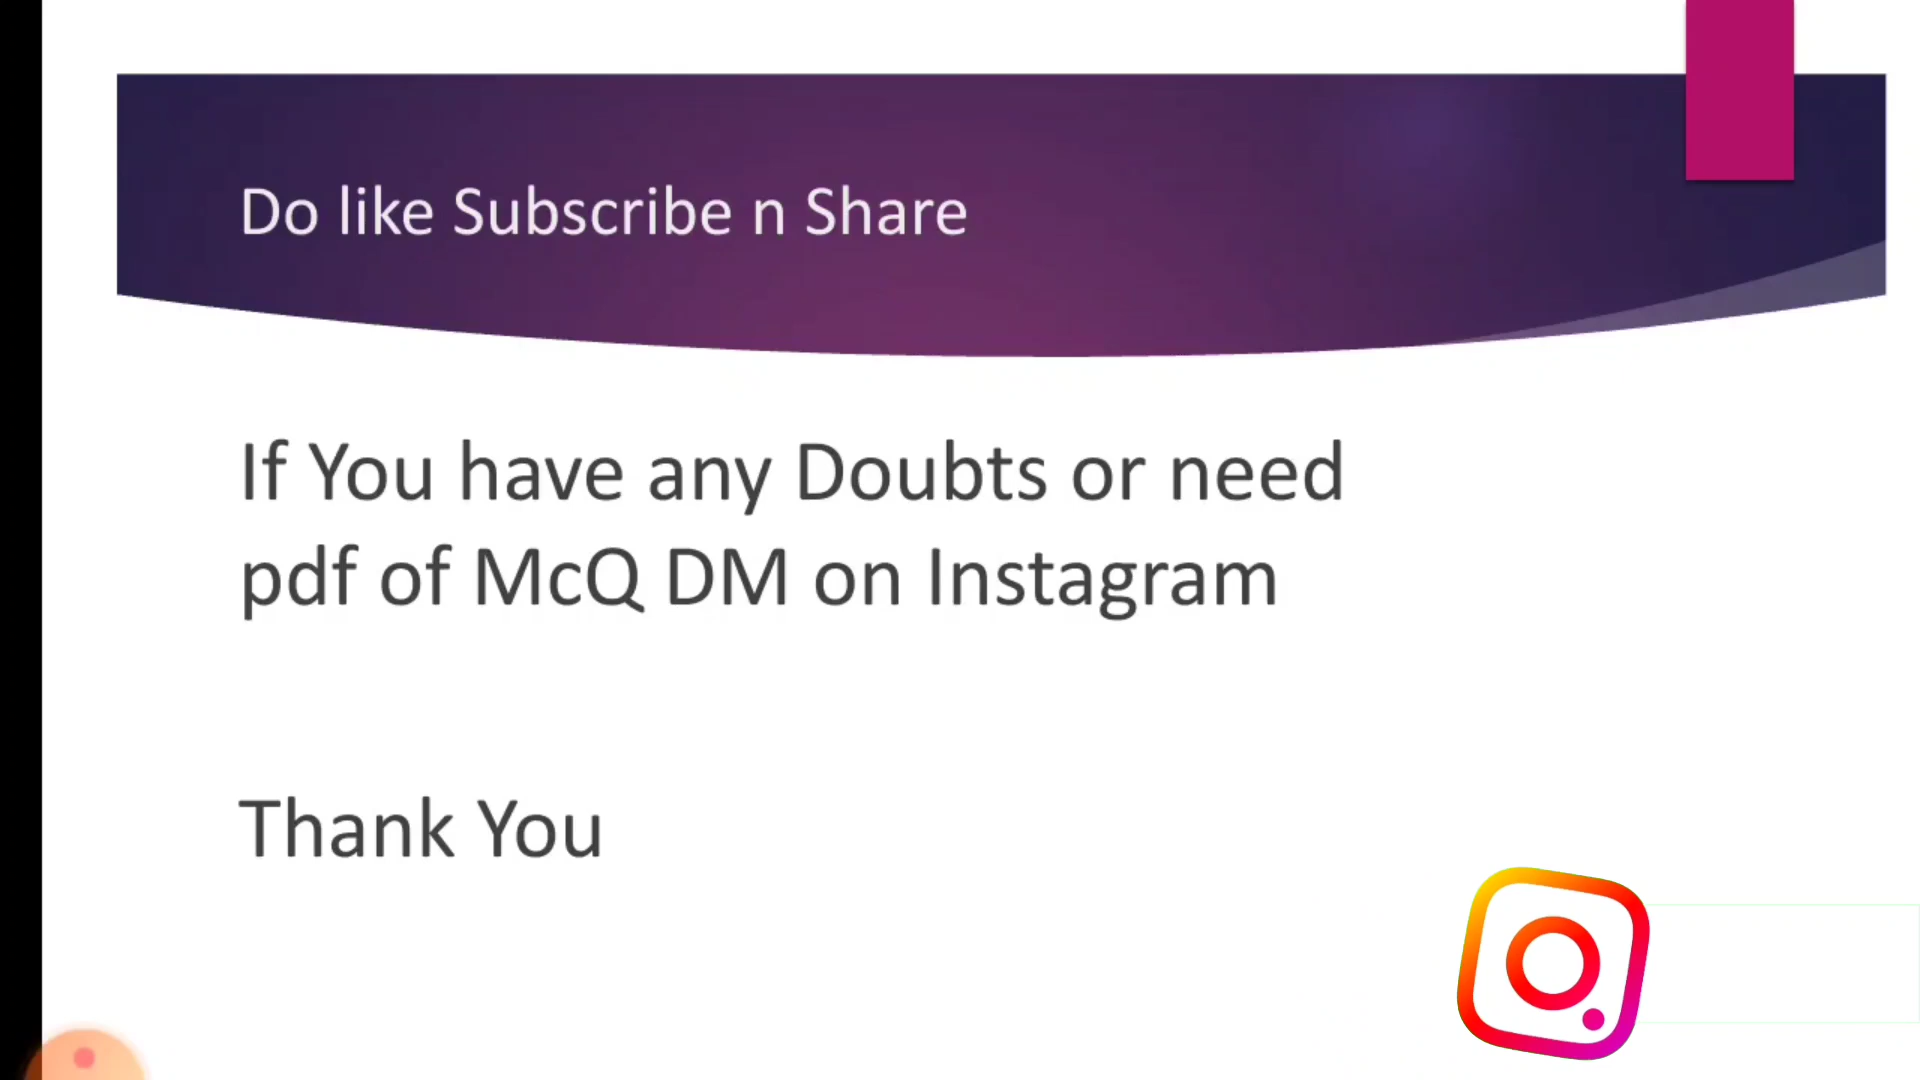 Do like Subscribe n Share
If You have any Doubts or need
pdf of McQ DM on Instagram
Thank You